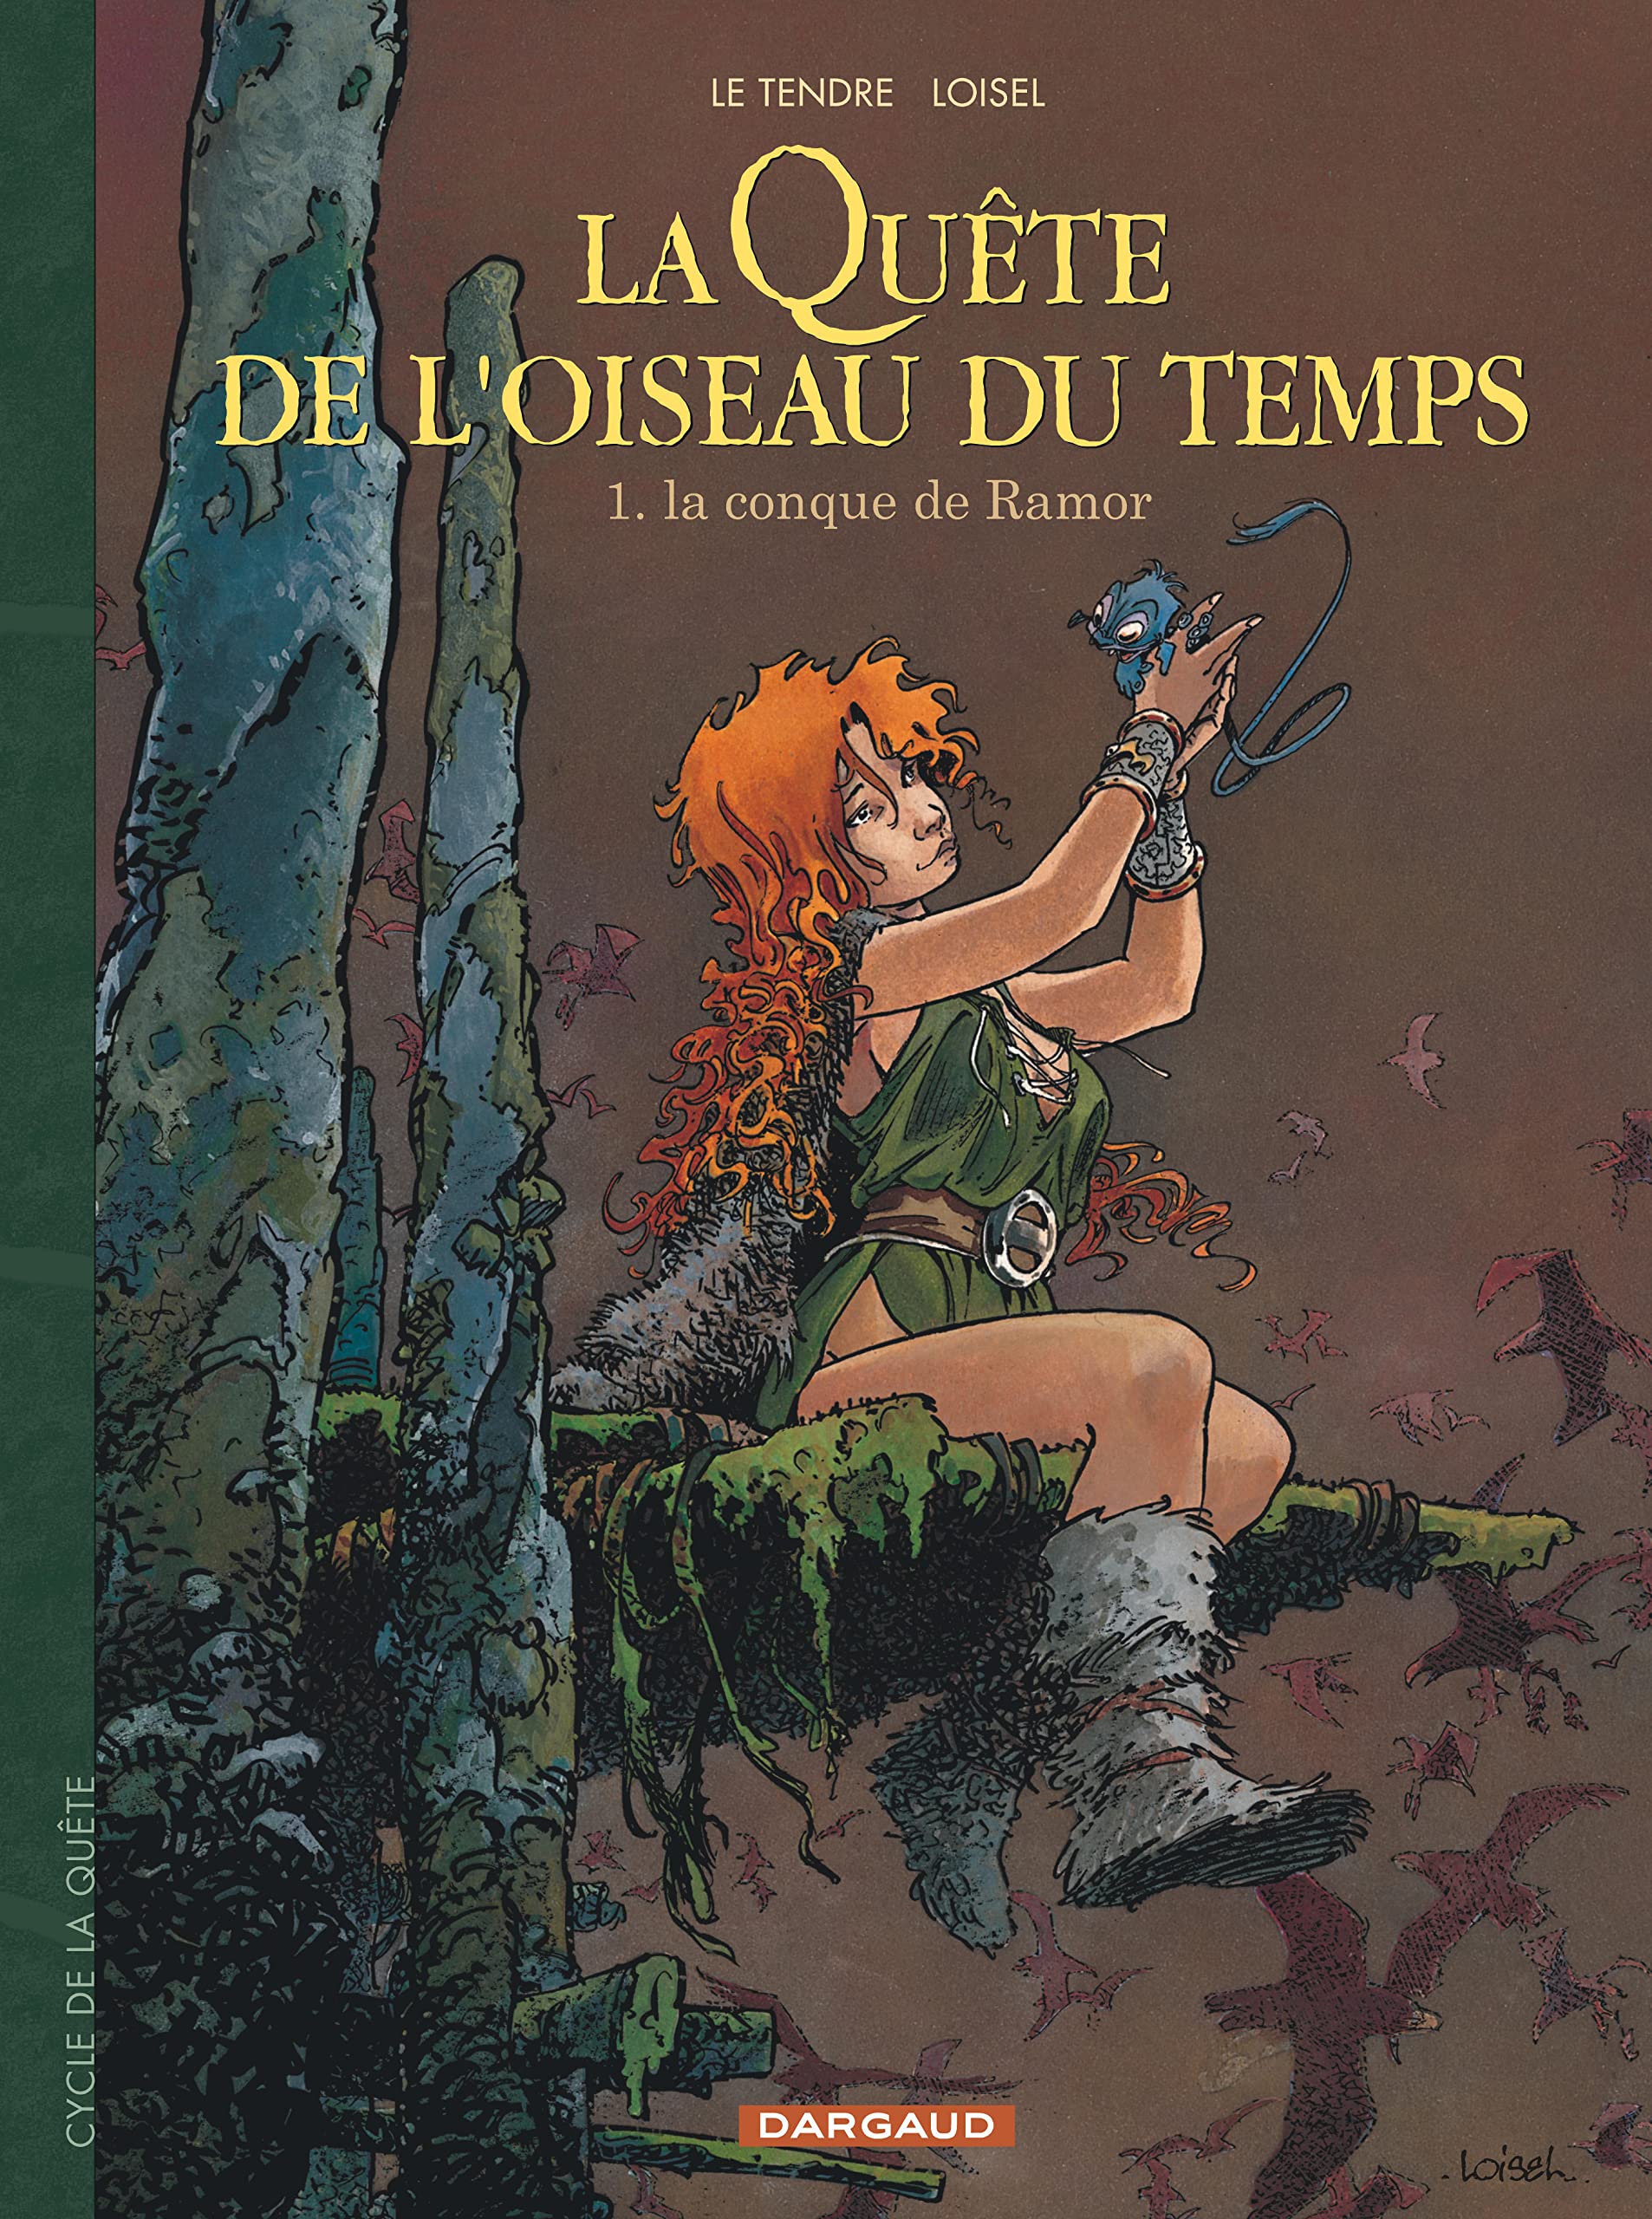 LE TENDRE LOISEL
LA QUÊTE
DE L'OISEAU DU TEMPS
1. la conque de Ramor
CYCLE DE LA QUÊTE
DARGAUD
LOISEL